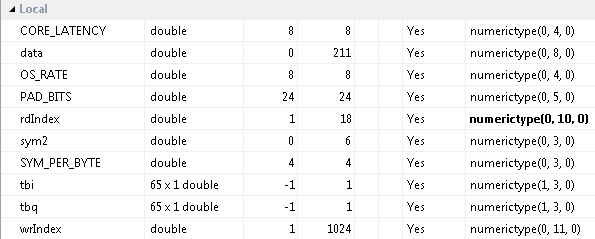 Local
CORE_LATENCY double 8 8 Yes numerictype(0, 4, 0)
data double 0 211 Yes numerictype(0, 8, 0)
OS_RATE double 8 8 Yes numerictype(0, 4, 0)
PAD_BITS double 24 24 Yes numerictype(0, 5, 0)
rdIndex double 1 18 Yes numerictype(0, 10, 0)
sym2 double 0 6 Yes numerictype(0, 3, 0)
SYM_PER_BYTE double 4 4 Yes numerictype(0, 3, 0)
tbi 65 x 1 double -1 1 Yes numerictype(1, 3, 0)
tbq 65 x 1 double -1 1 Yes numerictype(1, 3, 0)
wrIndex double 1 1024 Yes numerictype(0, 11, 0)